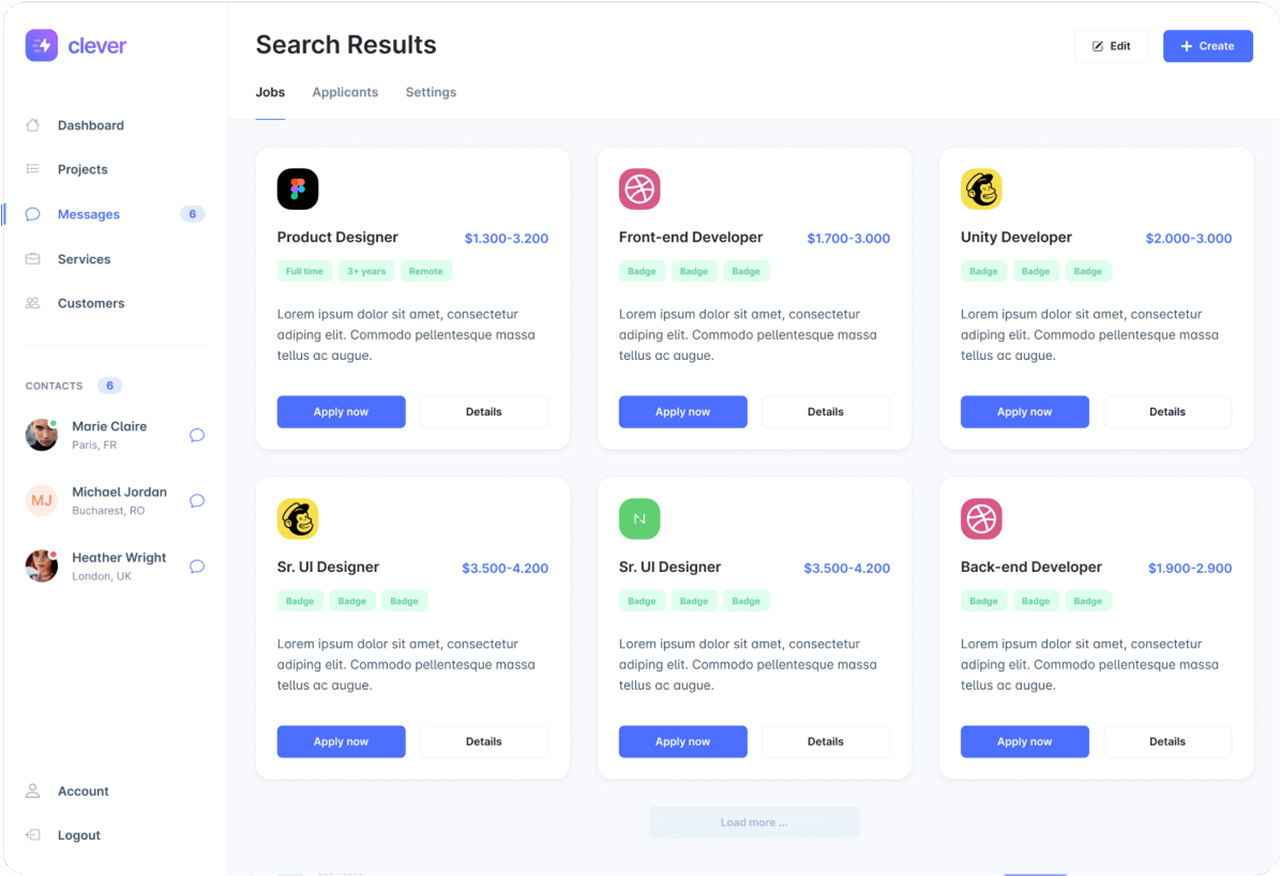 clever
Dashboard
Projects
Messages 6
Services
Customers
CONTACTS 6
Marie Claire
Paris, FR
MJ
Michael Jordan
Bucharest, RO
Heather Wright
London, UK
Account
Logout
Search Results
Edit
Create
Jobs Applicants Settings
Product Designer $1.300-3.200
Full time 3+ years Remote
Lorem ipsum dolor sit amet, consectetur
adiping elit. Commodo pellentesque massa
tellus ac augue.
Apply now Details
Front-end Developer $1.700-3.000
Badge Badge Badge
Lorem ipsum dolor sit amet, consectetur
adiping elit. Commodo pellentesque massa
tellus ac augue.
Apply now Details
Unity Developer $2.000-3.000
Badge Badge Badge
Lorem ipsum dolor sit amet, consectetur
adiping elit. Commodo pellentesque massa
tellus ac augue.
Apply now Details
Sr. UI Designer $3.500-4.200
Badge Badge Badge
Lorem ipsum dolor sit amet, consectetur
adiping elit. Commodo pellentesque massa
tellus ac augue.
Apply now Details
N
Sr. UI Designer $3.500-4.200
Badge Badge Badge
Lorem ipsum dolor sit amet, consectetur
adiping elit. Commodo pellentesque massa
tellus ac augue.
Apply now Details
Back-end Developer $1.900-2.900
Badge Badge Badge
Lorem ipsum dolor sit amet, consectetur
adiping elit. Commodo pellentesque massa
tellus ac augue.
Apply now Details
Load more ...